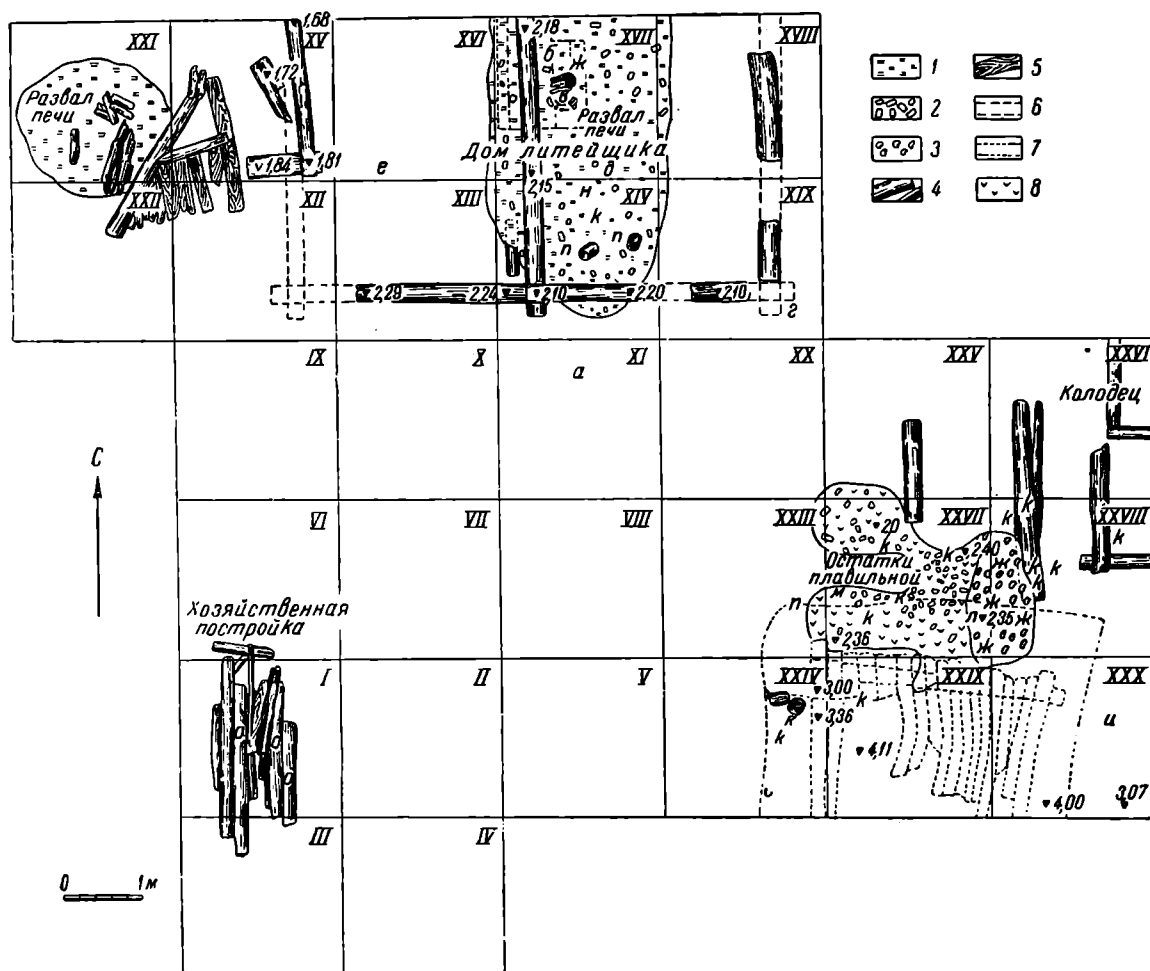 XXI
XV
XVI
XVII
XVIII
1,68
2,18
1,72
б
ж
Развал
печи
Развал
печи
Дом литейщика
1,84
1,81
е
2,15
д
XXII
XII
XIII
XIV
XIX
н
к
п
п
2,29
2,24
2,10
2,20
2,10
г
1
2
3
4
5
6
7
8
IX
X
XI
XX
XXV
XXVI
а
Колодец
С
VI
VII
VIII
XXIII
XXVII
XXVIII
к
к
к
20
к
к
240
ж
к
к
к
Остатки
плавильной
п
м
к
к
е
ж
л
2,35
ж
2,36
ж
Хозяйственная
постройка
I
II
V
XXIV
XXIX
XXX
3,00
к
3,36
к
к
и
4,11
4,00
3,07
III
IV
0 1 м